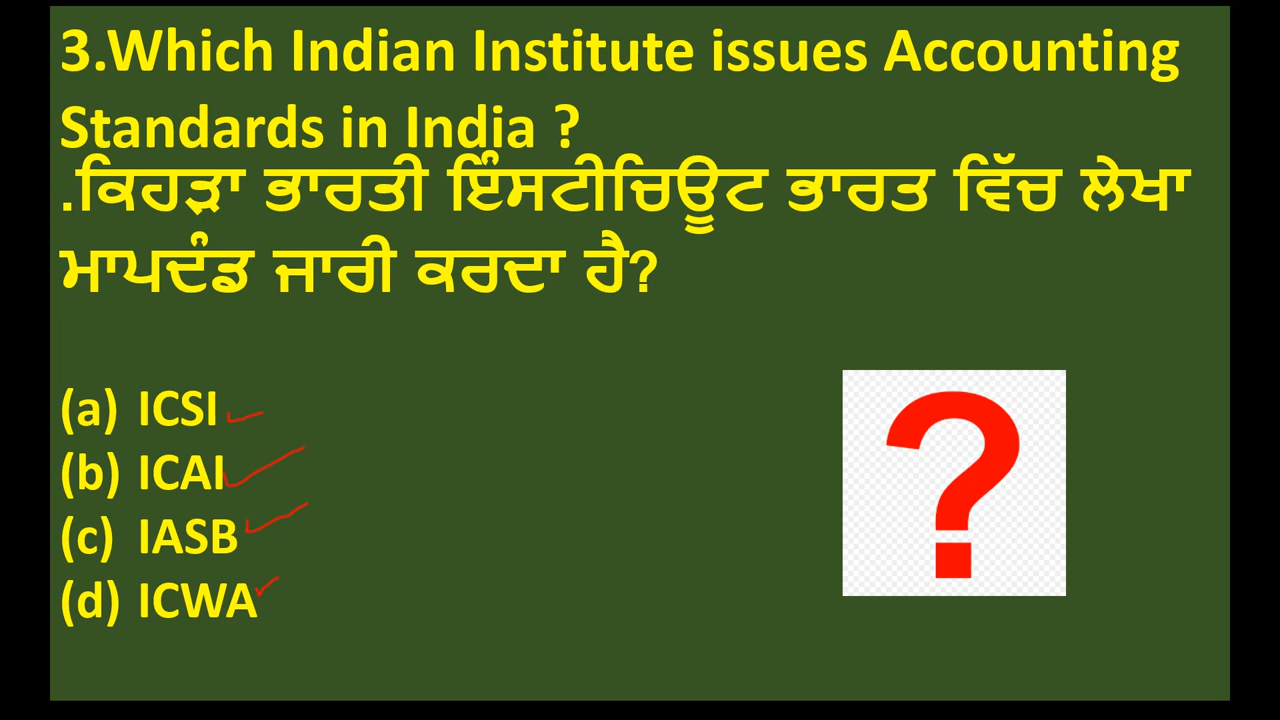 3.Which Indian Institute issues Accounting
Standards in India ?
.ਕਿਹੜਾ ਭਾਰਤੀ ਇੰਸਟੀਚਿਊਟ ਭਾਰਤ ਵਿੱਚ ਲੇਖਾ
ਮਾਪਦੰਡ ਜਾਰੀ ਕਰਦਾ ਹੈ?
(a) ICSI
(b) ICAI
(c) IASB
(d) ICWA
?